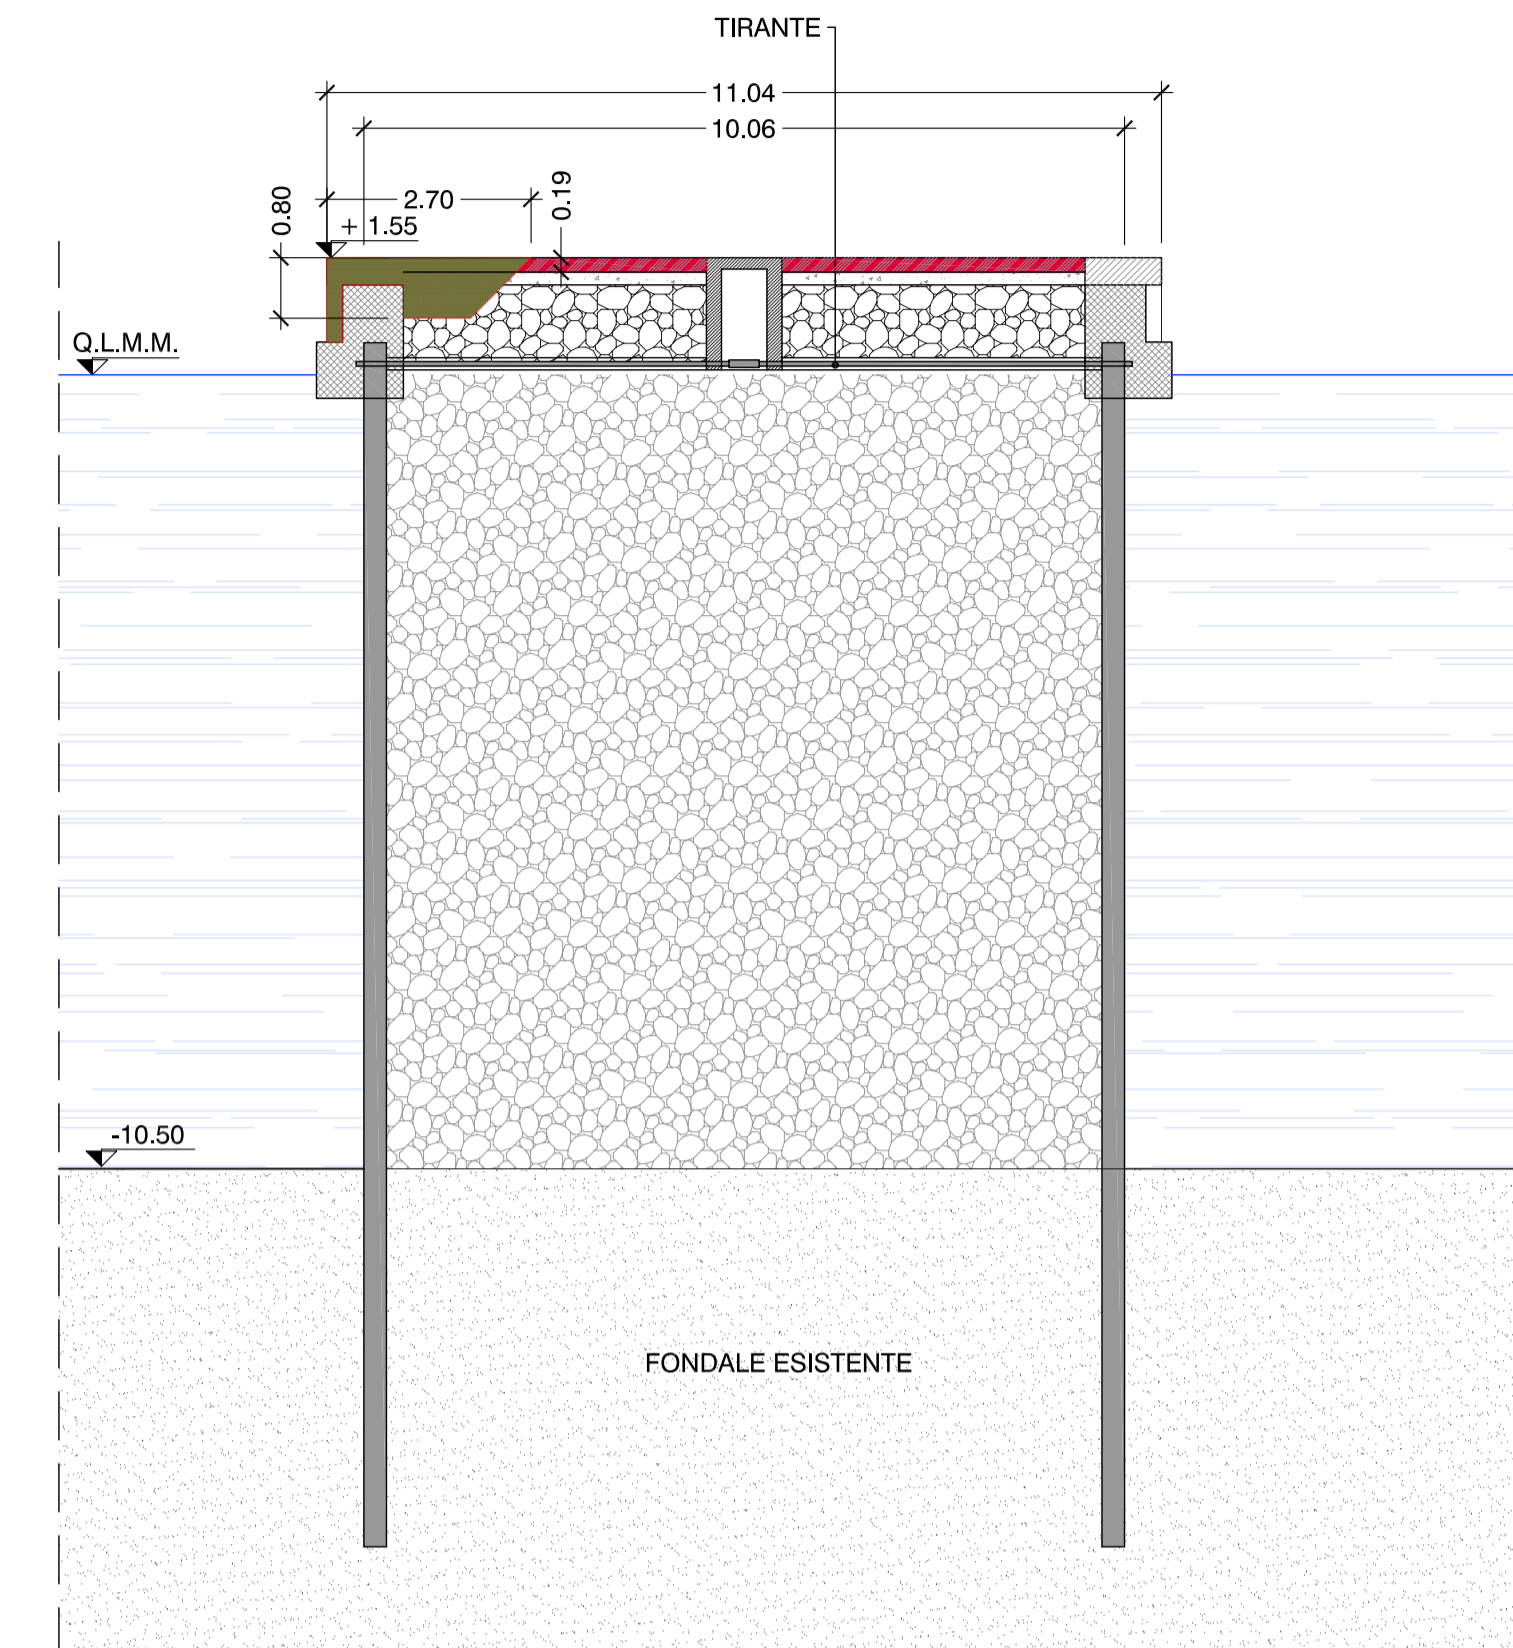 TIRANTE
11.04
10.06
0.80
2.70
0.19
+ 1.55
Q.L.M.M.
-10.50
FONDALE ESISTENTE